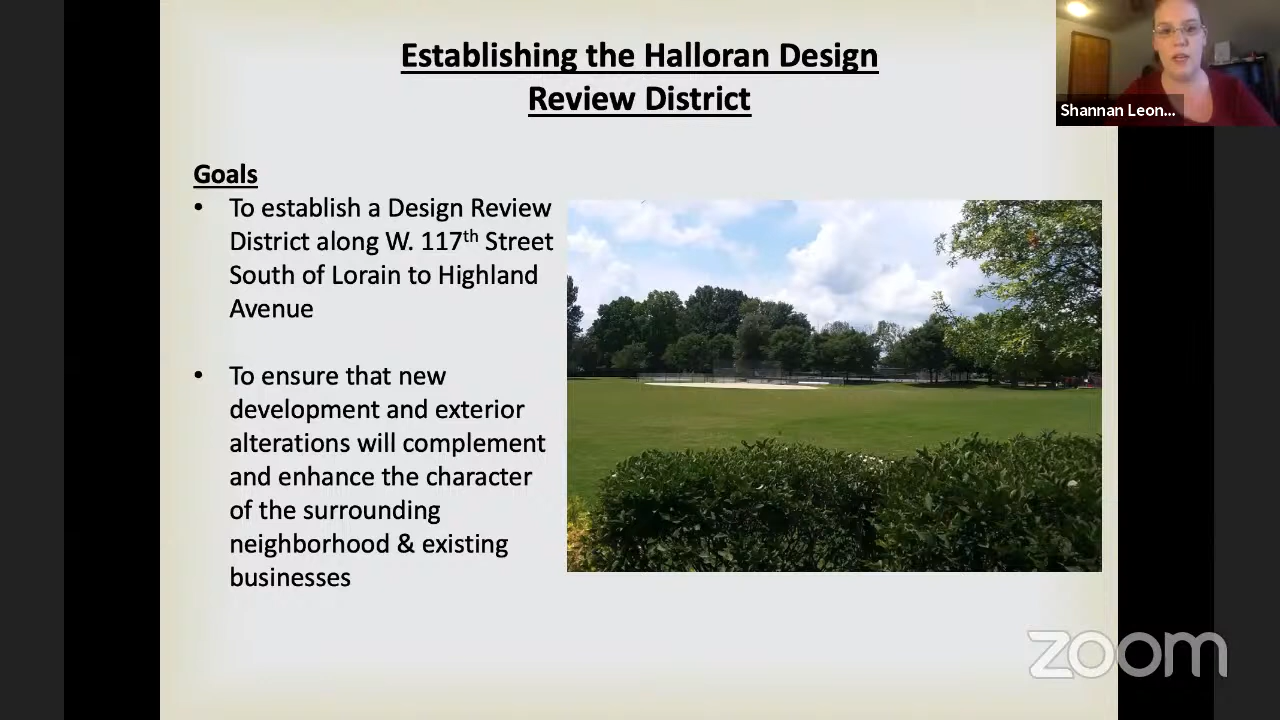 Establishing the Halloran Design
Review District
Shannan Leon...
Goals
• To establish a Design Review
District along W. 117th Street
South of Lorain to Highland
Avenue
• To ensure that new
development and exterior
alterations will complement
and enhance the character
of the surrounding
neighborhood & existing
businesses
zoom